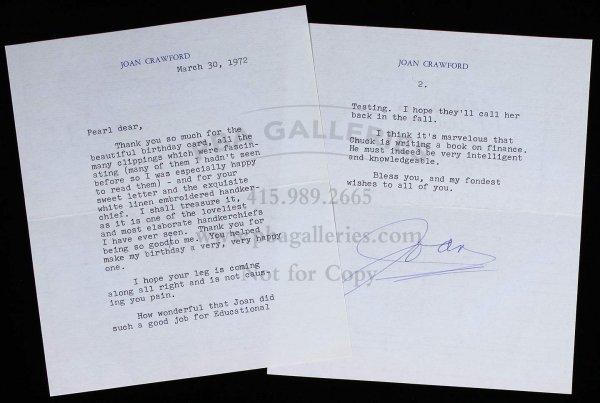 JOAN CRAWFORD
March 30, 1972
Pearl dear,
Thank you so much for the
beautiful birthday card, all the
many clippings which were fascin-
ating (many of them I hadn't seen
before so I was especially happy
to read them) - and for your
sweet letter and the exquisite
white linen embroidered handker-
chief. I shall treasure it,
as it is one of the loveliest
and most elaborate handkerchiefs
I have ever seen. Thank you for
being so goodto me. You helped
make my birthday a very, very happy
one.
I hope your leg is coming
along all right and is not caus-
ing you pain.
How wonderful that Joan did
such a good job for Educational
JOAN CRAWFORD
2.
Testing. I hope they'll call her
back in the fall.
I think it's marvelous that
Chuck is writing a book on finance.
He must indeed be very intelligent
and knowledgeable.
Bless you, and my fondest
wishes to all of you.
Joan
GALLERIES
415.989.2665
Not for Copy